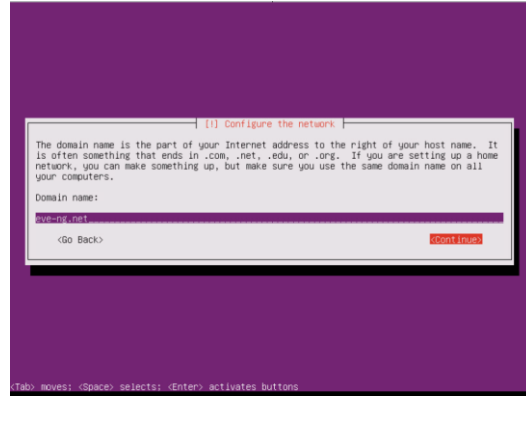 [!] Configure the network
The domain name is the part of your Internet address to the right of your host name.  It
is often something that ends in .com, .net, .edu, or .org.  If you are setting up a home
network, you can make something up, but make sure you use the same domain name on all
your computers.
Domain name:
eve-ng.net
<Go Back> <Continue>
<Tab> moves; <Space> selects; <Enter> activates buttons